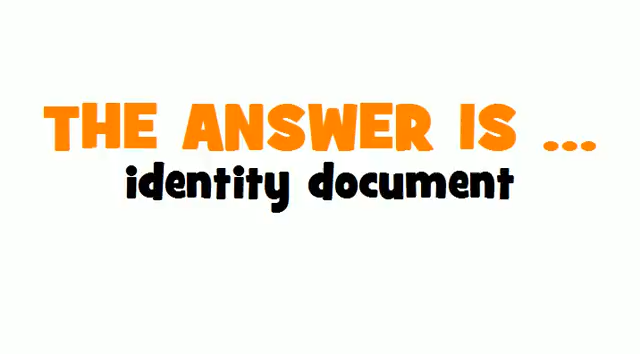 THE ANSWER IS ...
identity document